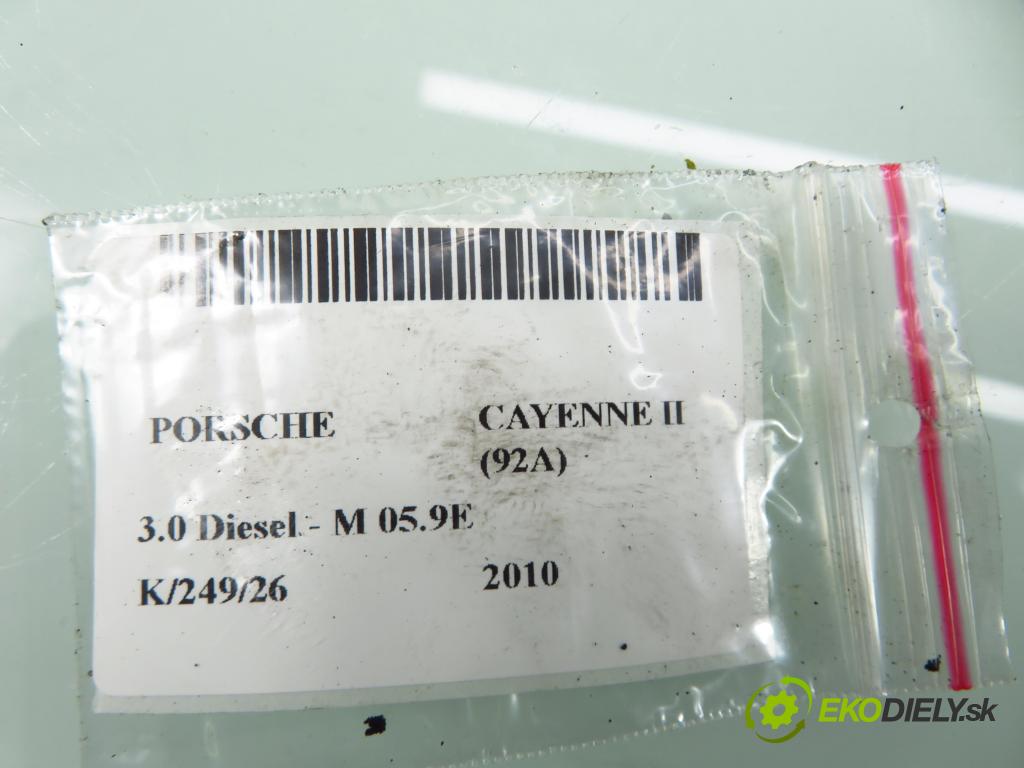 PORSCHE CAYENNE II
(92A)
3.0 Diesel - M 05.9E
K/249/26 2010
EKODIELY.sk